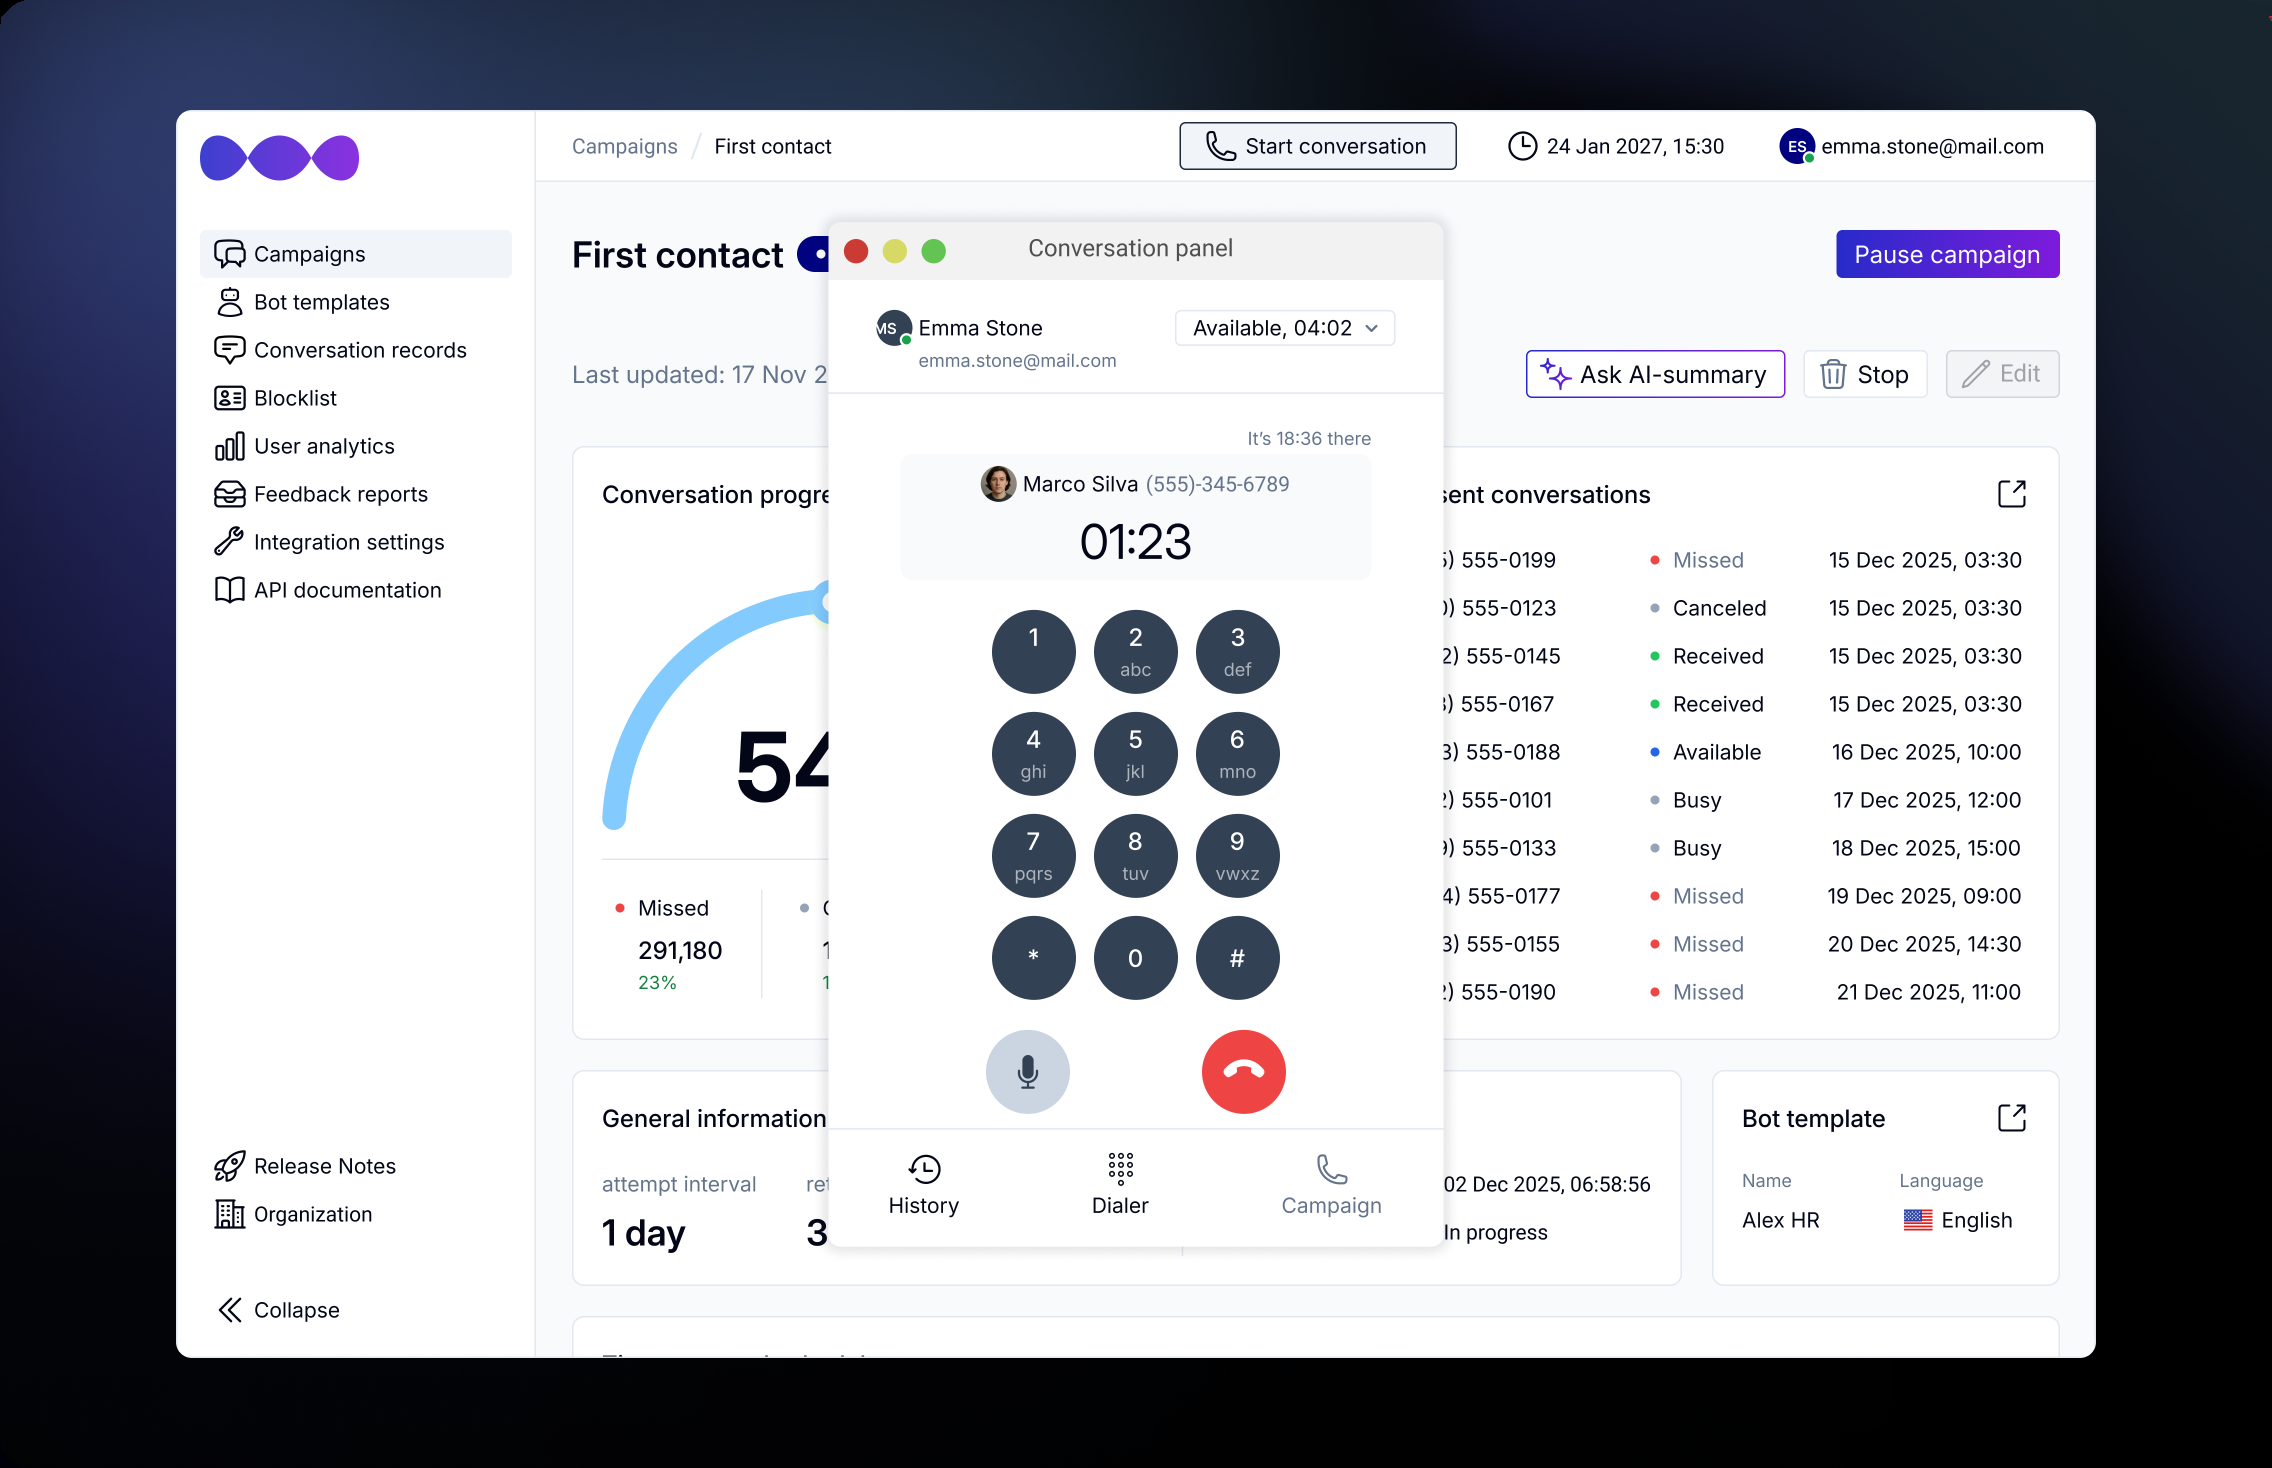 Campaigns / First contact
Start conversation
24 Jan 2027, 15:30
ES emma.stone@mail.com
Campaigns
Bot templates
Conversation records
Blocklist
User analytics
Feedback reports
Integration settings
API documentation
Release Notes
Organization
Collapse
First contact
Pause campaign
Last updated: 17 Nov 2
Ask AI-summary
Stop
Edit
Conversation progre
54
Missed
291,180
23%
Conversation panel
MS Emma Stone
emma.stone@mail.com
Available, 04:02
It's 18:36 there
Marco Silva (555)-345-6789
01:23
1
2
abc
3
def
4
ghi
5
jkl
6
mno
7
pqrs
8
tuv
9
vwxz
*
0
#
History
Dialer
Campaign
sent conversations
5) 555-0199 Missed 15 Dec 2025, 03:30
0) 555-0123 Canceled 15 Dec 2025, 03:30
2) 555-0145 Received 15 Dec 2025, 03:30
3) 555-0167 Received 15 Dec 2025, 03:30
3) 555-0188 Available 16 Dec 2025, 10:00
2) 555-0101 Busy 17 Dec 2025, 12:00
9) 555-0133 Busy 18 Dec 2025, 15:00
4) 555-0177 Missed 19 Dec 2025, 09:00
3) 555-0155 Missed 20 Dec 2025, 14:30
2) 555-0190 Missed 21 Dec 2025, 11:00
General information
attempt interval
1 day
ret
3
02 Dec 2025, 06:58:56
In progress
Bot template
Name
Language
Alex HR
English